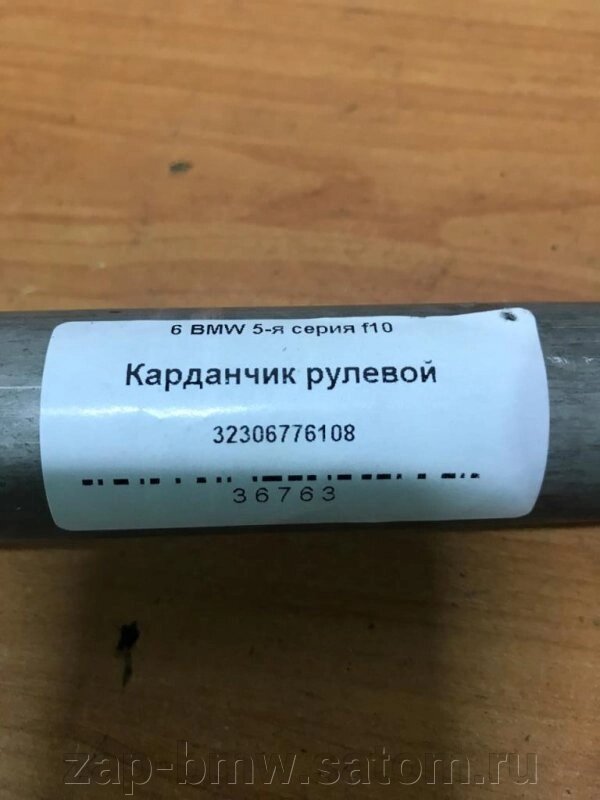 6 BMW 5-я серия f10
Карданчик рулевой
32306776108
36763
zap-bmw.satom.ru